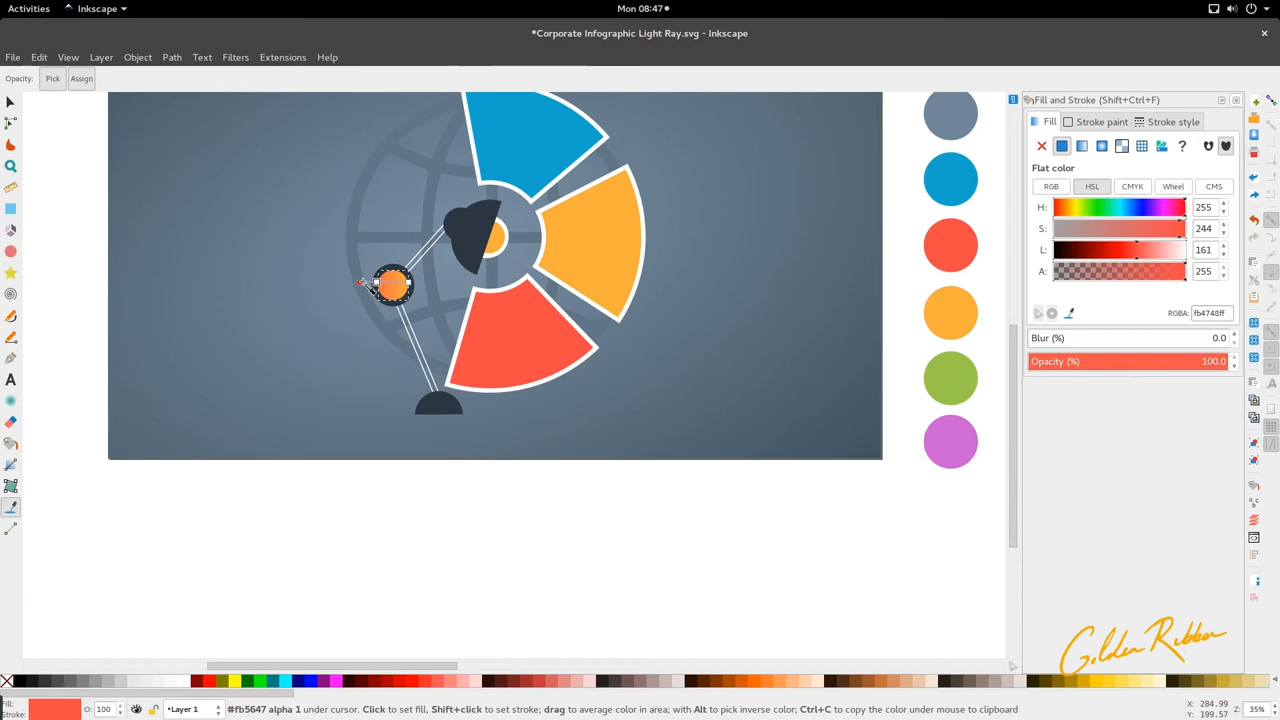 Activities Inkscape Mon 08:47
*Corporate Infographic Light Ray.svg - Inkscape
File Edit View Layer Object Path Text Filters Extensions Help
Opacity: Pick Assign
Fill and Stroke (Shift+Ctrl+F)
Fill Stroke paint Stroke style
Flat color
RGB HSL CMYK Wheel CMS
H: 255
S: 244
L: 161
A: 255
RGBA: fb4748ff
Blur (%) 0.0
Opacity (%) 100.0
Golden Ribbon
Fill:
Stroke:
O: 100
Layer 1
#fb5647 alpha 1 under cursor. Click to set fill, Shift+click to set stroke; drag to average color in area; with Alt to pick inverse color; Ctrl+C to copy the color under mouse to clipboard
X: 284.99
Y: 199.57
Z: 35%